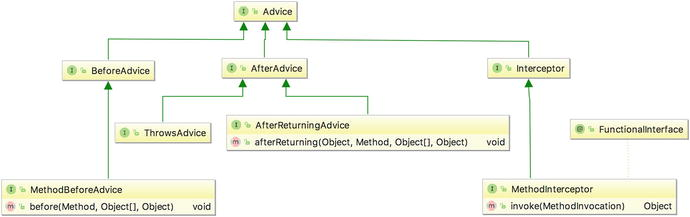 Advice
BeforeAdvice
AfterAdvice
Interceptor
ThrowsAdvice
AfterReturningAdvice
afterReturning(Object, Method, Object[], Object) void
FunctionalInterface
MethodBeforeAdvice
before(Method, Object[], Object) void
MethodInterceptor
invoke(MethodInvocation) Object